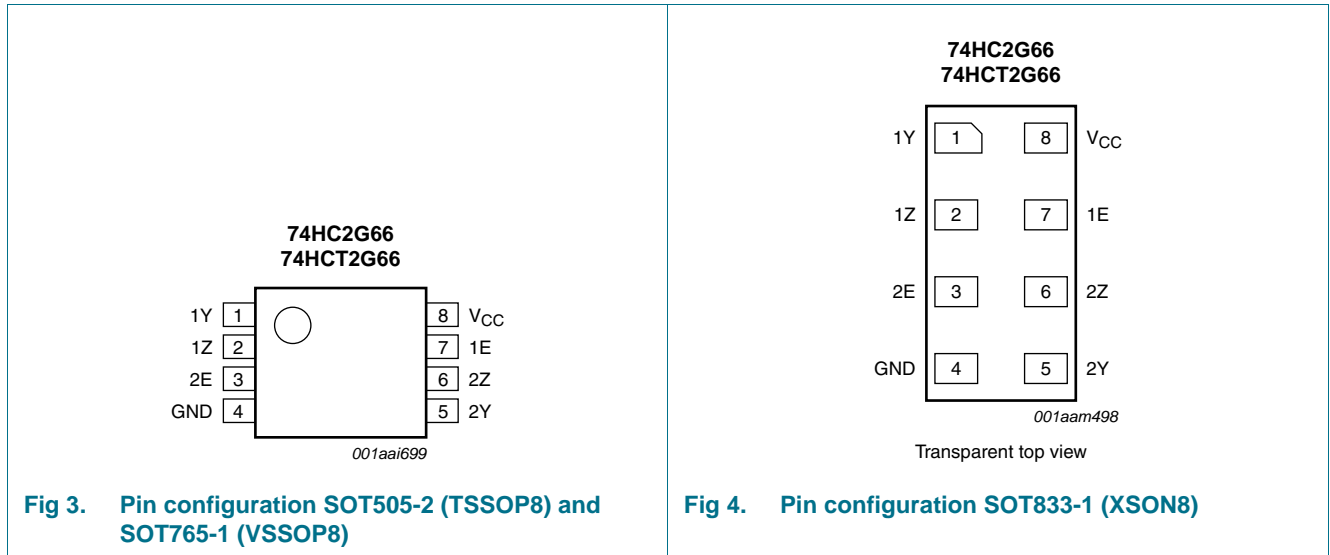 74HC2G66
74HCT2G66
1Y 1 8 VCC
1Z 2 7 1E
2E 3 6 2Z
GND 4 5 2Y
001aai699
Fig 3. Pin configuration SOT505-2 (TSSOP8) and
SOT765-1 (VSSOP8)
74HC2G66
74HCT2G66
1Y 1 8 VCC
1Z 2 7 1E
2E 3 6 2Z
GND 4 5 2Y
001aam498
Transparent top view
Fig 4. Pin configuration SOT833-1 (XSON8)